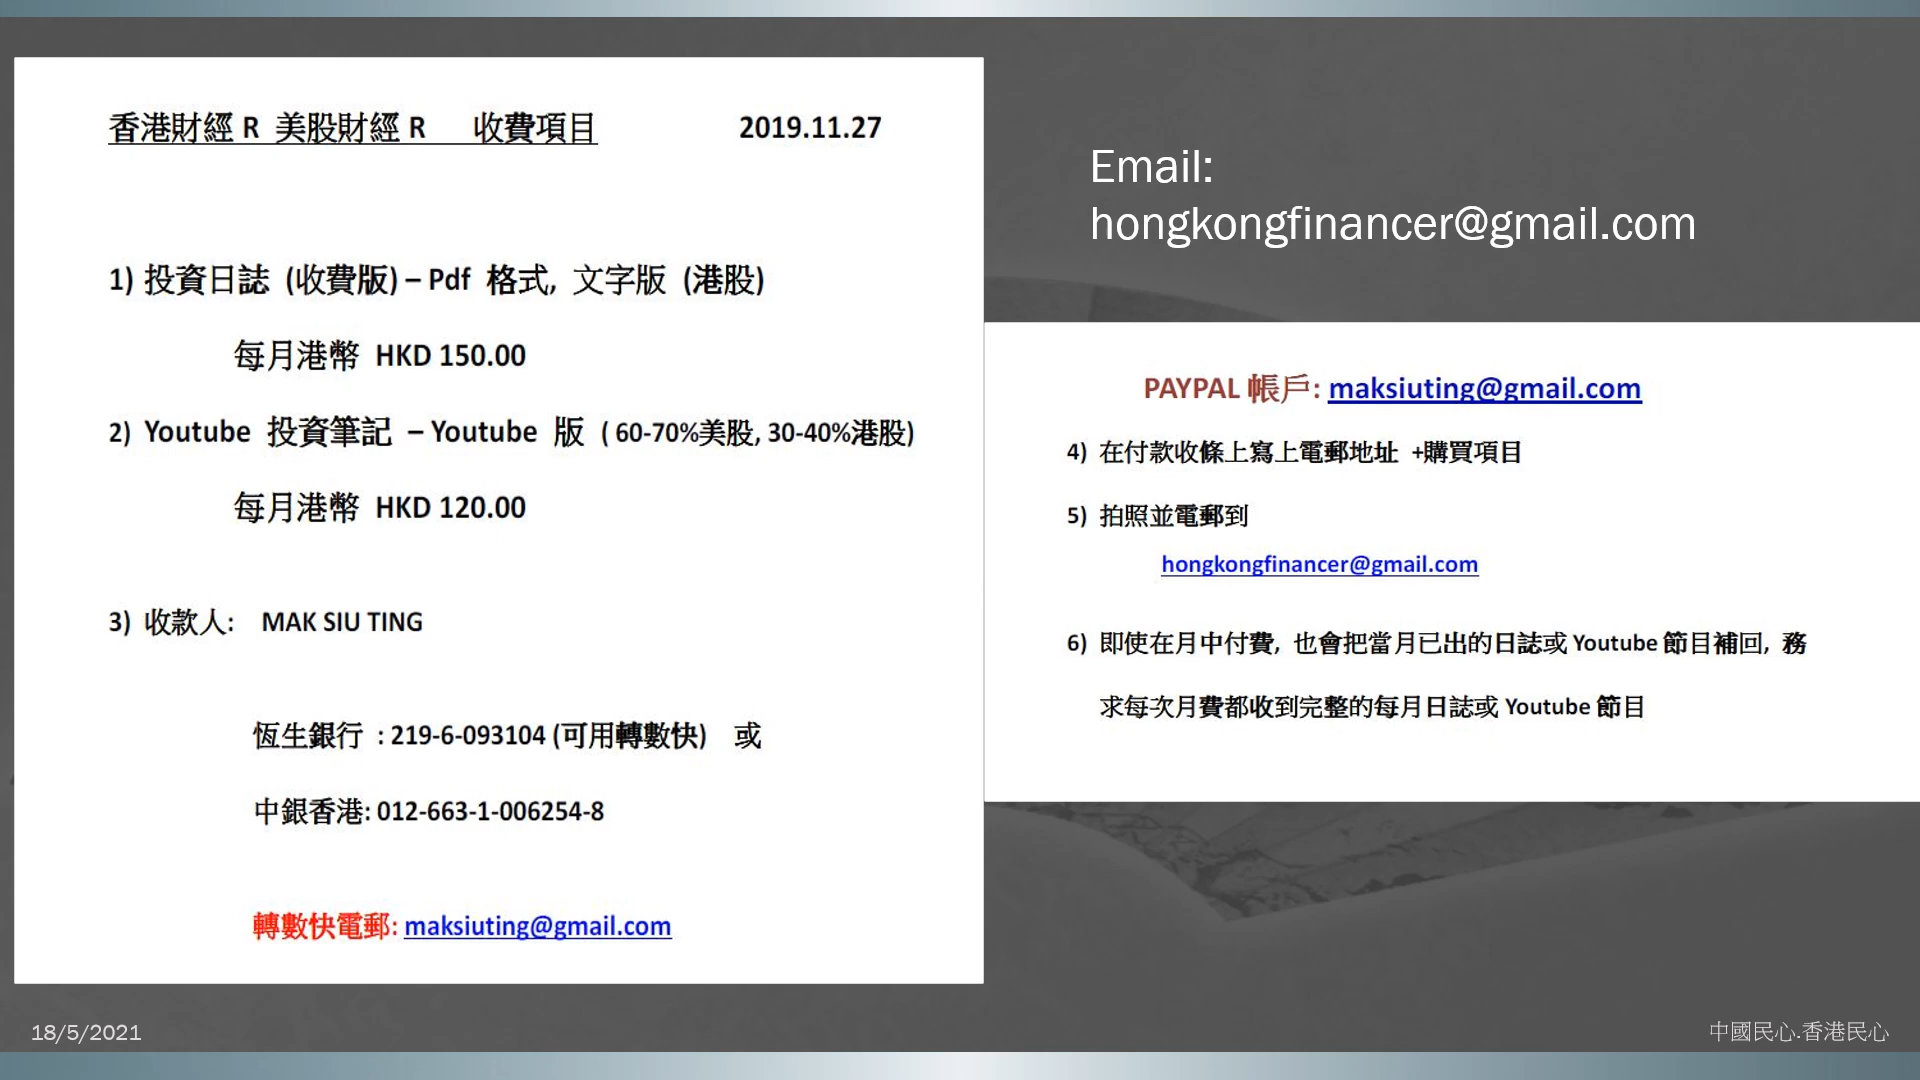 香港財經 R 美股財經 R 收費項目 2019.11.27
1) 投資日誌 (收費版) – Pdf 格式, 文字版 (港股)
每月港幣 HKD 150.00
2) Youtube 投資筆記 – Youtube 版 ( 60-70%美股, 30-40%港股)
每月港幣 HKD 120.00
3) 收款人: MAK SIU TING
恆生銀行 : 219-6-093104 (可用轉數快) 或
中銀香港: 012-663-1-006254-8
轉數快電郵: maksiuting@gmail.com
Email:
hongkongfinancer@gmail.com
PAYPAL 帳戶: maksiuting@gmail.com
4) 在付款收條上寫上電郵地址 +購買項目
5) 拍照並電郵到
hongkongfinancer@gmail.com
6) 即使在月中付費, 也會把當月已出的日誌或 Youtube 節目補回, 務
求每次月費都收到完整的每月日誌或 Youtube 節目
18/5/2021
中國民心.香港民心